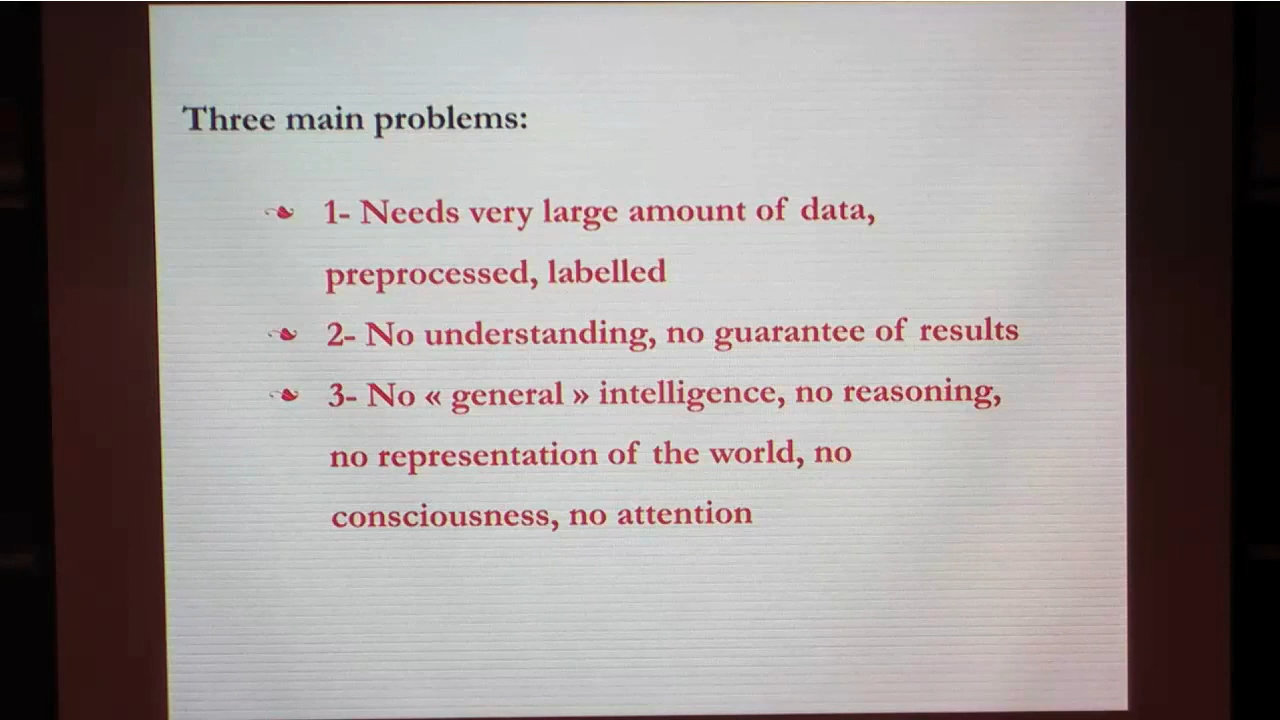 Three main problems:
1- Needs very large amount of data,
preprocessed, labelled
2- No understanding, no guarantee of results
3- No « general » intelligence, no reasoning,
no representation of the world, no
consciousness, no attention